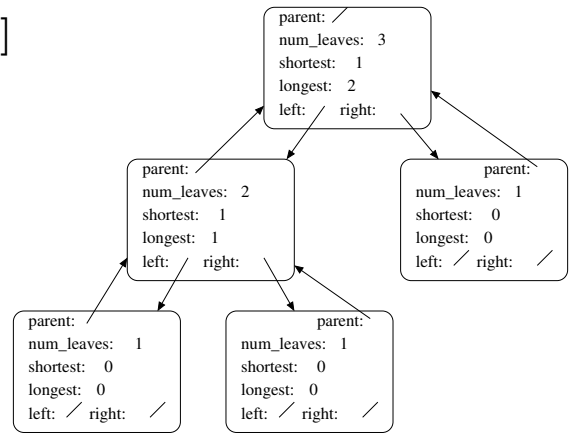 ]
parent: /
num_leaves: 3
shortest: 1
longest: 2
left: right:
parent:
num_leaves: 2
shortest: 1
longest: 1
left: right:
parent:
num_leaves: 1
shortest: 0
longest: 0
left: / right: /
parent:
num_leaves: 1
shortest: 0
longest: 0
left: / right: /
parent:
num_leaves: 1
shortest: 0
longest: 0
left: / right: /